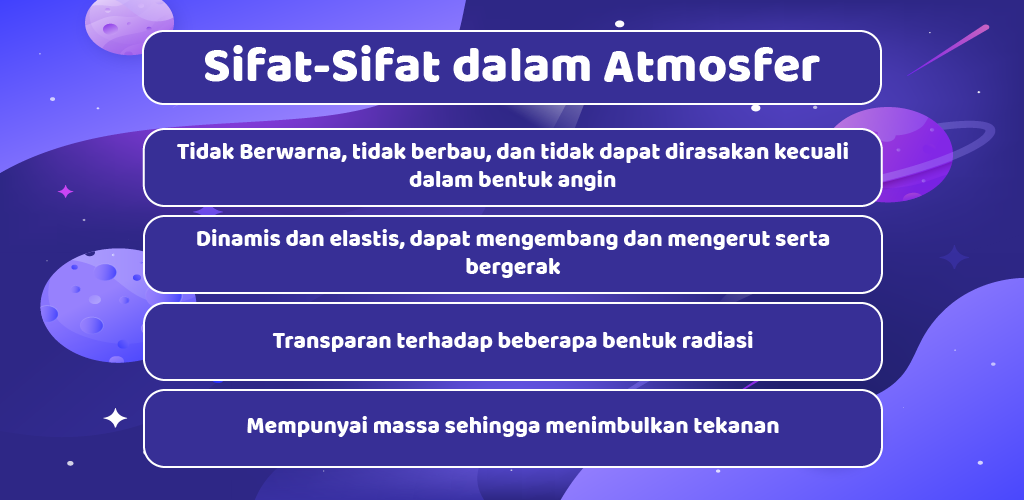 Sifat-Sifat dalam Atmosfer
Tidak Berwarna, tidak berbau, dan tidak dapat dirasakan kecuali
dalam bentuk angin
Dinamis dan elastis, dapat mengembang dan mengerut serta
bergerak
Transparan terhadap beberapa bentuk radiasi
Mempunyai massa sehingga menimbulkan tekanan